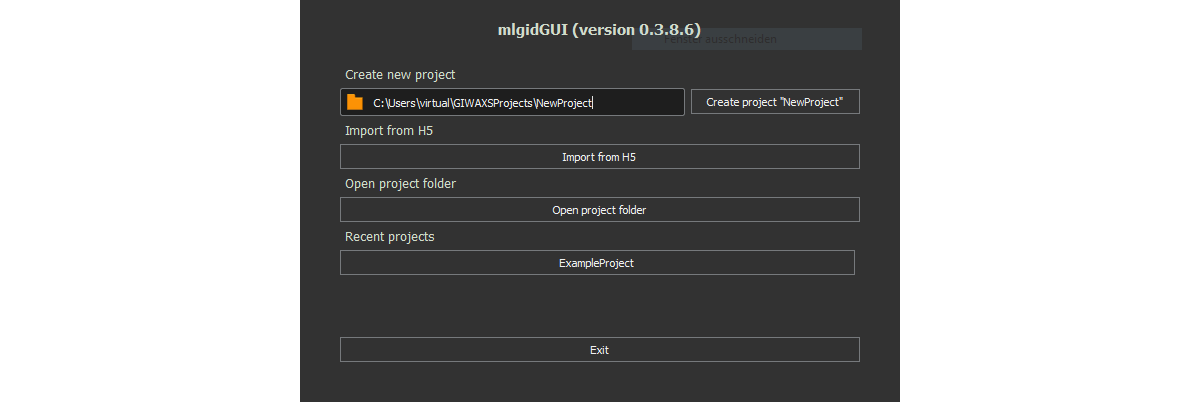 mlgidGUI (version 0.3.8.6)
Fenster ausschneiden
Create new project
C:\Users\virtual\GIWAXSProjects\NewProject
Create project "NewProject"
Import from H5
Import from H5
Open project folder
Open project folder
Recent projects
ExampleProject
Exit